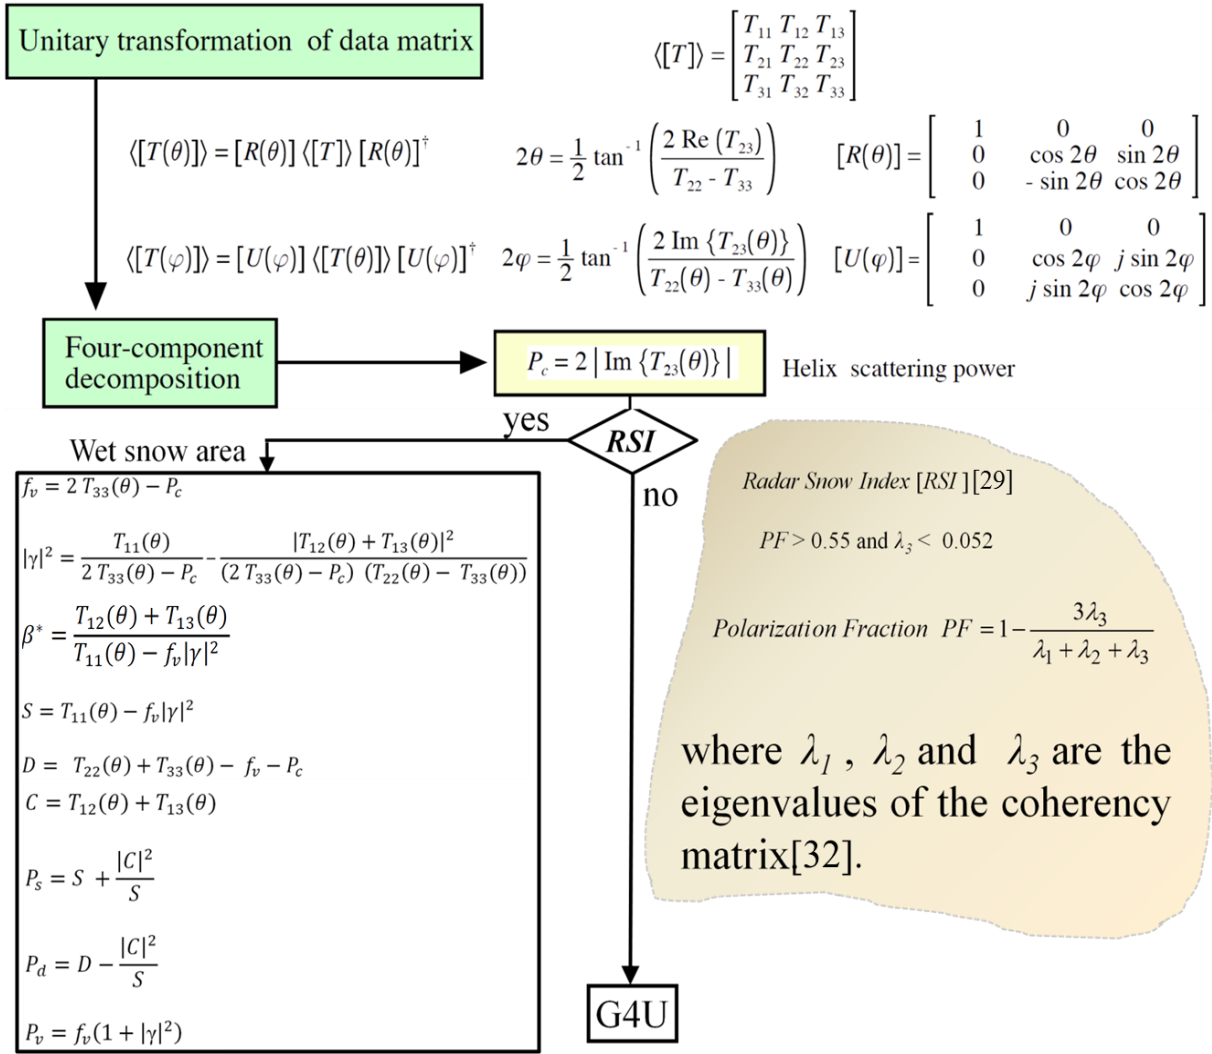 Unitary transformation of data matrix
⟨[T]⟩ = [T11 T12 T13
T21 T22 T23
T31 T32 T33]
⟨[T(θ)]⟩ = [R(θ)] ⟨[T]⟩ [R(θ)]† 2θ = 1/2 tan⁻¹ (2 Re (T23) / T22 - T33) [R(θ)] = [1 0 0
0 cos 2θ sin 2θ
0 - sin 2θ cos 2θ]
⟨[T(φ)]⟩ = [U(φ)] ⟨[T(θ)]⟩ [U(φ)]† 2φ = 1/2 tan⁻¹ (2 Im {T23(θ)} / T22(θ) - T33(θ)) [U(φ)] = [1 0 0
0 cos 2φ j sin 2φ
0 j sin 2φ cos 2φ]
Four-component
decomposition
Pc = 2 | Im {T23(θ)} |
Helix scattering power
yes
RSI
no
Wet snow area
fv = 2 T33(θ) − Pc
|γ|² = T11(θ) / 2 T33(θ) − Pc - |T12(θ) + T13(θ)|² / (2 T33(θ) − Pc) (T22(θ) − T33(θ))
β* = T12(θ) + T13(θ) / T11(θ) − fv|γ|²
S = T11(θ) − fv|γ|²
D = T22(θ) + T33(θ) − fv − Pc
C = T12(θ) + T13(θ)
Ps = S + |C|² / S
Pd = D − |C|² / S
Pv = fv(1 + |γ|²)
G4U
Radar Snow Index [RSI][29]
PF > 0.55 and λ3 < 0.052
Polarization Fraction PF = 1 − 3λ3 / λ1 + λ2 + λ3
where λ1 , λ2 and λ3 are the
eigenvalues of the coherency
matrix[32].